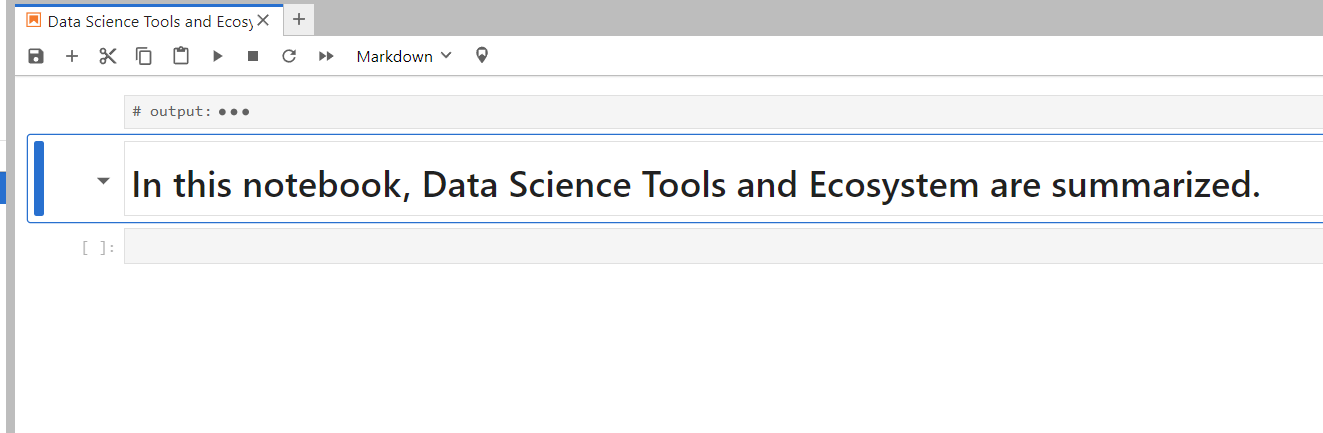 Data Science Tools and Ecosy
Markdown
# output: •••
In this notebook, Data Science Tools and Ecosystem are summarized.
[ ]: